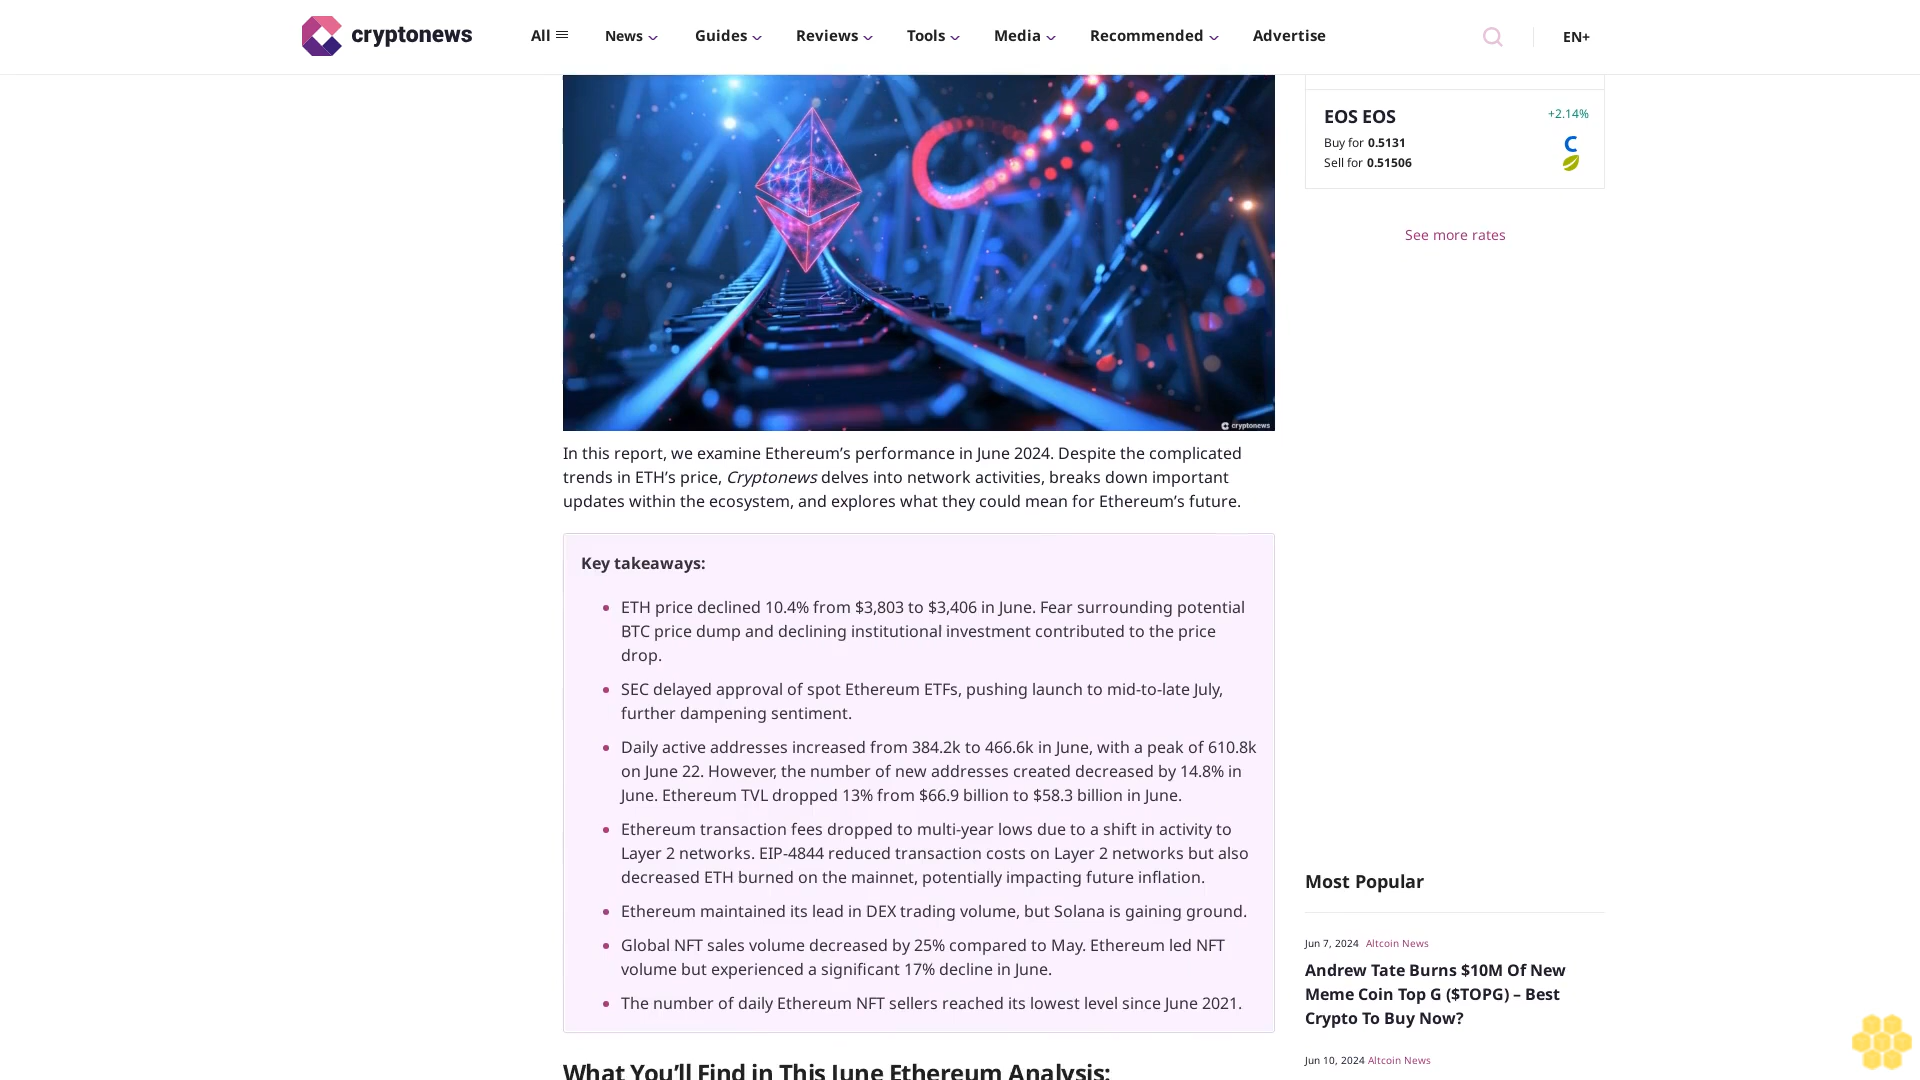 cryptonews
All
News
Guides
Reviews
Tools
Media
Recommended
Advertise
EN+
EOS EOS
+2.14%
Buy for 0.5131
Sell for 0.51506
See more rates
cryptonews
In this report, we examine Ethereum’s performance in June 2024. Despite the complicated
trends in ETH’s price, Cryptonews delves into network activities, breaks down important
updates within the ecosystem, and explores what they could mean for Ethereum’s future.
Key takeaways:
ETH price declined 10.4% from $3,803 to $3,406 in June. Fear surrounding potential
BTC price dump and declining institutional investment contributed to the price
drop.
SEC delayed approval of spot Ethereum ETFs, pushing launch to mid-to-late July,
further dampening sentiment.
Daily active addresses increased from 384.2k to 466.6k in June, with a peak of 610.8k
on June 22. However, the number of new addresses created decreased by 14.8% in
June. Ethereum TVL dropped 13% from $66.9 billion to $58.3 billion in June.
Ethereum transaction fees dropped to multi-year lows due to a shift in activity to
Layer 2 networks. EIP-4844 reduced transaction costs on Layer 2 networks but also
decreased ETH burned on the mainnet, potentially impacting future inflation.
Ethereum maintained its lead in DEX trading volume, but Solana is gaining ground.
Global NFT sales volume decreased by 25% compared to May. Ethereum led NFT
volume but experienced a significant 17% decline in June.
The number of daily Ethereum NFT sellers reached its lowest level since June 2021.
What You’ll Find in This June Ethereum Analysis:
Most Popular
Jun 7, 2024 Altcoin News
Andrew Tate Burns $10M Of New
Meme Coin Top G ($TOPG) – Best
Crypto To Buy Now?
Jun 10, 2024 Altcoin News